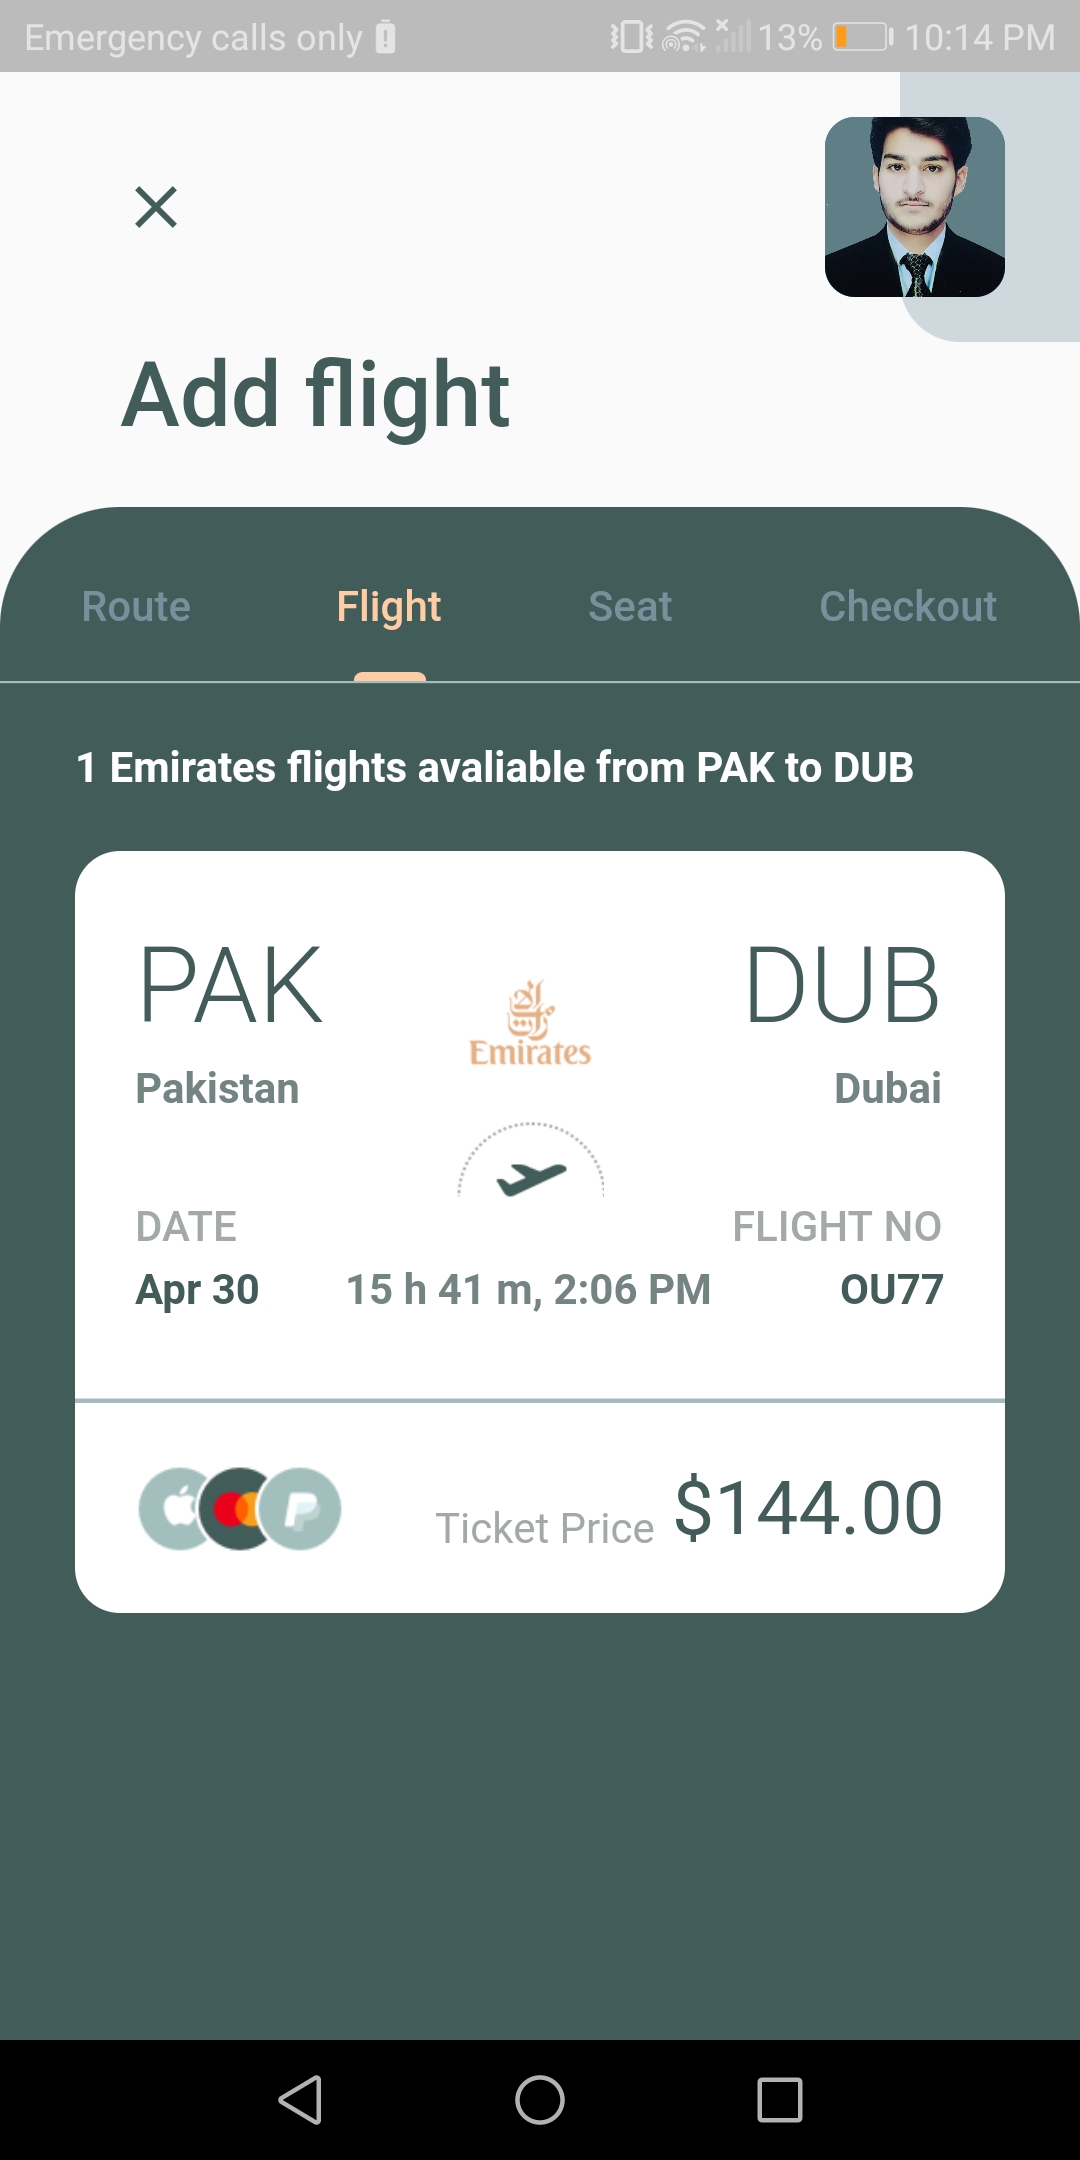 Emergency calls only
13% 10:14 PM
Add flight
Route Flight Seat Checkout
1 Emirates flights avaliable from PAK to DUB
PAK DUB
Emirates
Pakistan Dubai
DATE FLIGHT NO
Apr 30 15 h 41 m, 2:06 PM OU77
Ticket Price $144.00